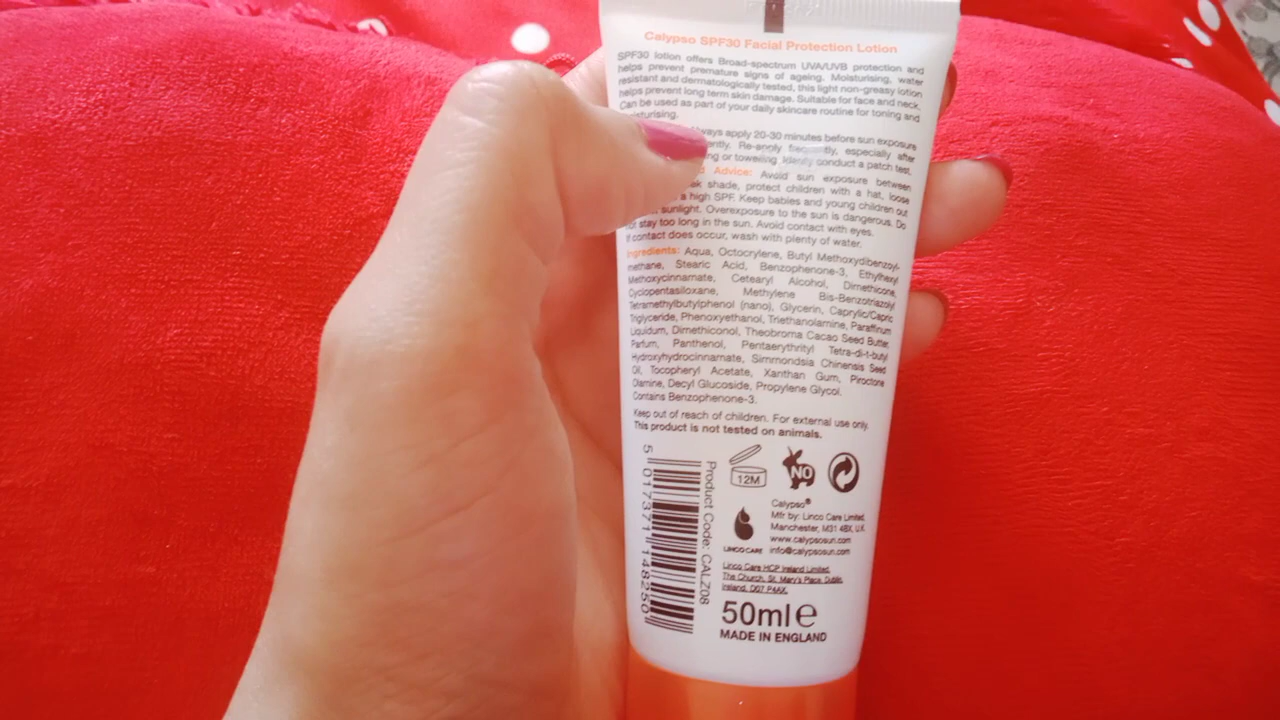 Calypso SPF30 Facial Protection Lotion
SPF30 lotion offers Broad-spectrum UVA/UVB protection and
helps prevent premature signs of ageing. Moisturising, water
resistant and dermatologically tested, this light non-greasy lotion
helps prevent long term skin damage. Suitable for face and neck.
Can be used as part of your daily skincare routine for toning and
isturising.
lways apply 20-30 minutes before sun exposure
ently. Re-apply frequently, especially after
ng or towelling. Ideally conduct a patch test.
d Advice: Avoid sun exposure between
ak shade, protect children with a hat, loose
a high SPF. Keep babies and young children out
sunlight. Overexposure to the sun is dangerous. Do
not stay too long in the sun. Avoid contact with eyes.
If contact does occur, wash with plenty of water.
Ingredients: Aqua, Octocrylene, Butyl Methoxydibenzoyl-
methane, Stearic Acid, Benzophenone-3, Ethylhexyl
Methoxycinnamate, Cetearyl Alcohol, Dimethicone,
Cyclopentasiloxane, Methylene Bis-Benzotriazolyl
Tetramethylbutylphenol (nano), Glycerin, Caprylic/Capric
Triglyceride, Phenoxyethanol, Triethanolamine, Paraffinum
Liquidum, Dimethiconol, Theobroma Cacao Seed Butter,
Parfum, Panthenol, Pentaerythrityl Tetra-di-t-butyl
Hydroxyhydrocinnamate, Simmondsia Chinensis Seed
Oil, Tocopheryl Acetate, Xanthan Gum, Piroctone
Olamine, Decyl Glucoside, Propylene Glycol.
Contains Benzophenone-3.
Keep out of reach of children. For external use only.
This product is not tested on animals.
5 017371 148250
Product Code: CALZ08
12M
NO
Calypso®
Mfr by: Linco Care Limited,
Manchester, M31 4BX, U.K.
www.calypsosun.com
info@calypsosun.com
LINCO CARE
Linco Care HCP Ireland Limited,
The Church, St. Mary's Place, Dublin,
Ireland, D07 P4AX.
50ml e
MADE IN ENGLAND